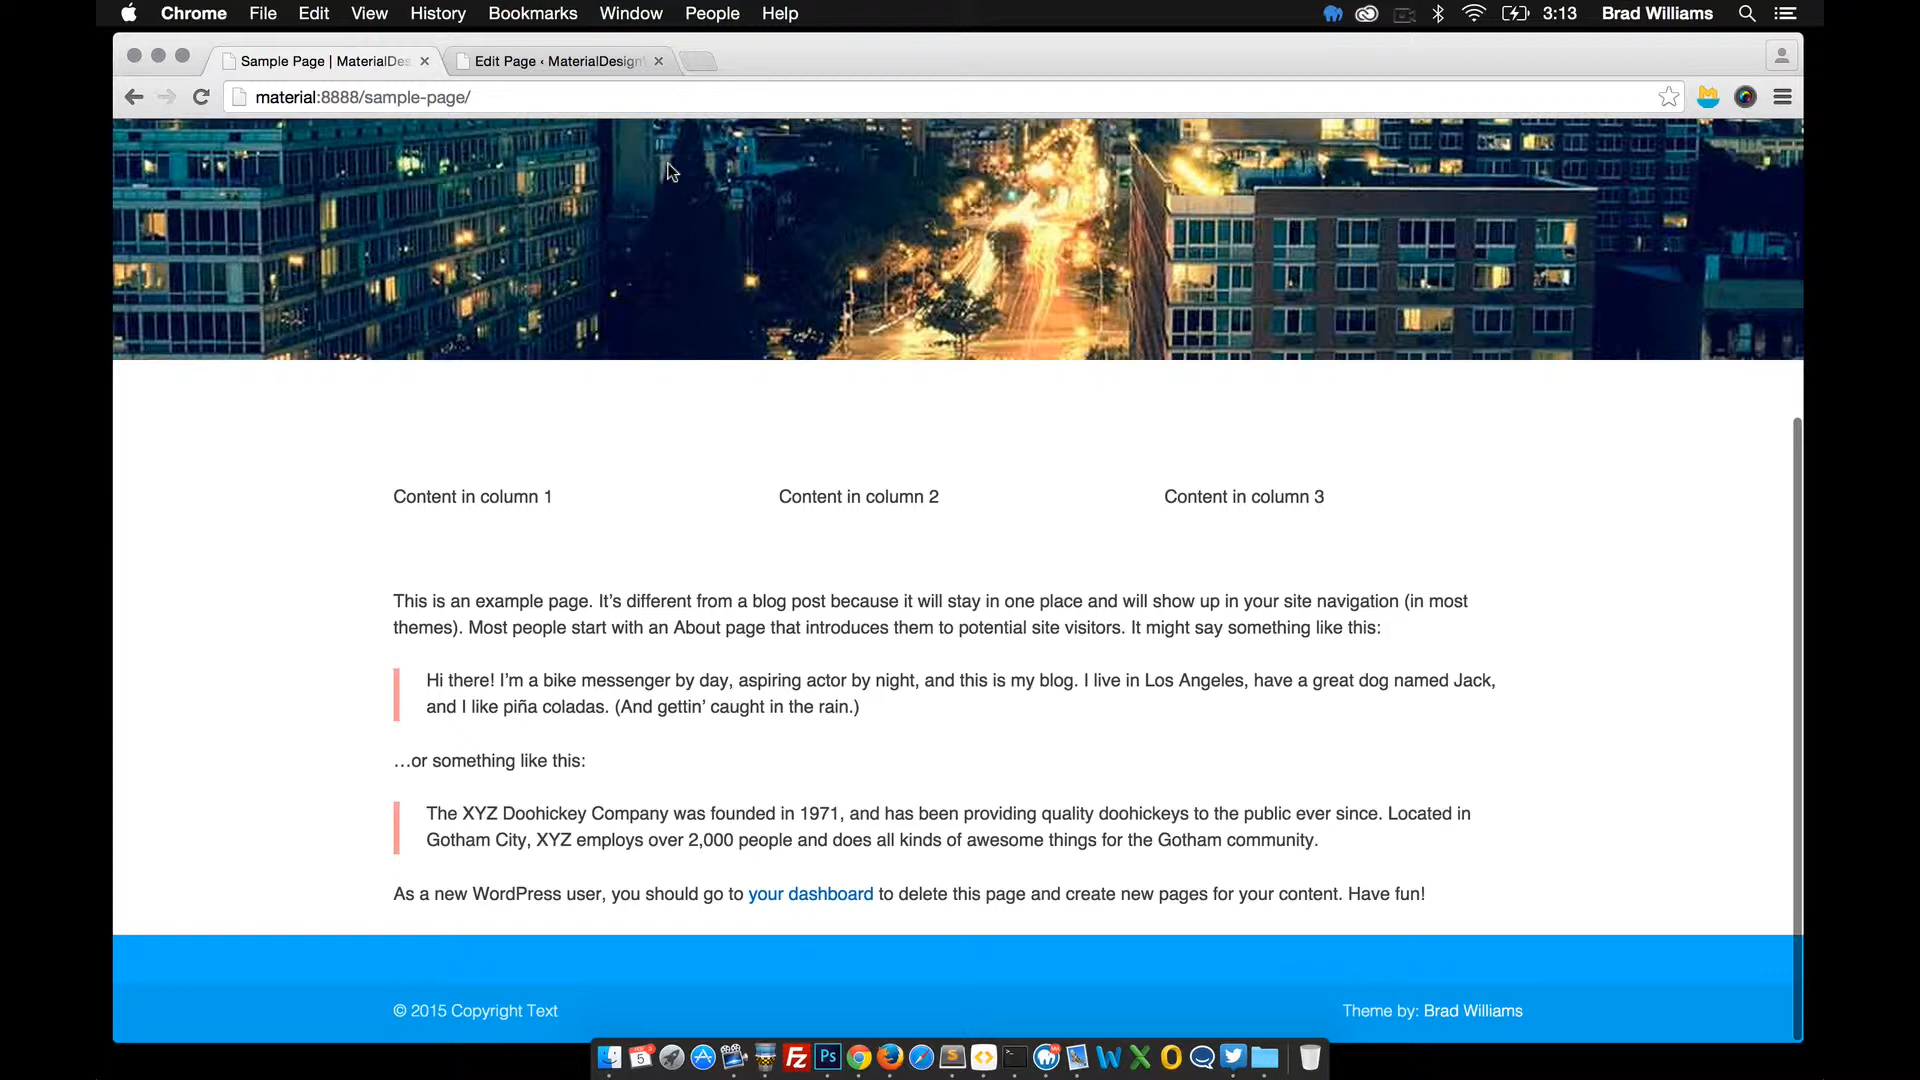 Chrome File Edit View History Bookmarks Window People Help 3:13 Brad Williams
Sample Page | MaterialDes Edit Page ‹ MaterialDesign
material:8888/sample-page/
Content in column 1 Content in column 2 Content in column 3
This is an example page. It’s different from a blog post because it will stay in one place and will show up in your site navigation (in most
themes). Most people start with an About page that introduces them to potential site visitors. It might say something like this:
Hi there! I’m a bike messenger by day, aspiring actor by night, and this is my blog. I live in Los Angeles, have a great dog named Jack,
and I like piña coladas. (And gettin’ caught in the rain.)
…or something like this:
The XYZ Doohickey Company was founded in 1971, and has been providing quality doohickeys to the public ever since. Located in
Gotham City, XYZ employs over 2,000 people and does all kinds of awesome things for the Gotham community.
As a new WordPress user, you should go to your dashboard to delete this page and create new pages for your content. Have fun!
© 2015 Copyright Text Theme by: Brad Williams
5 Fz Ps S W X O